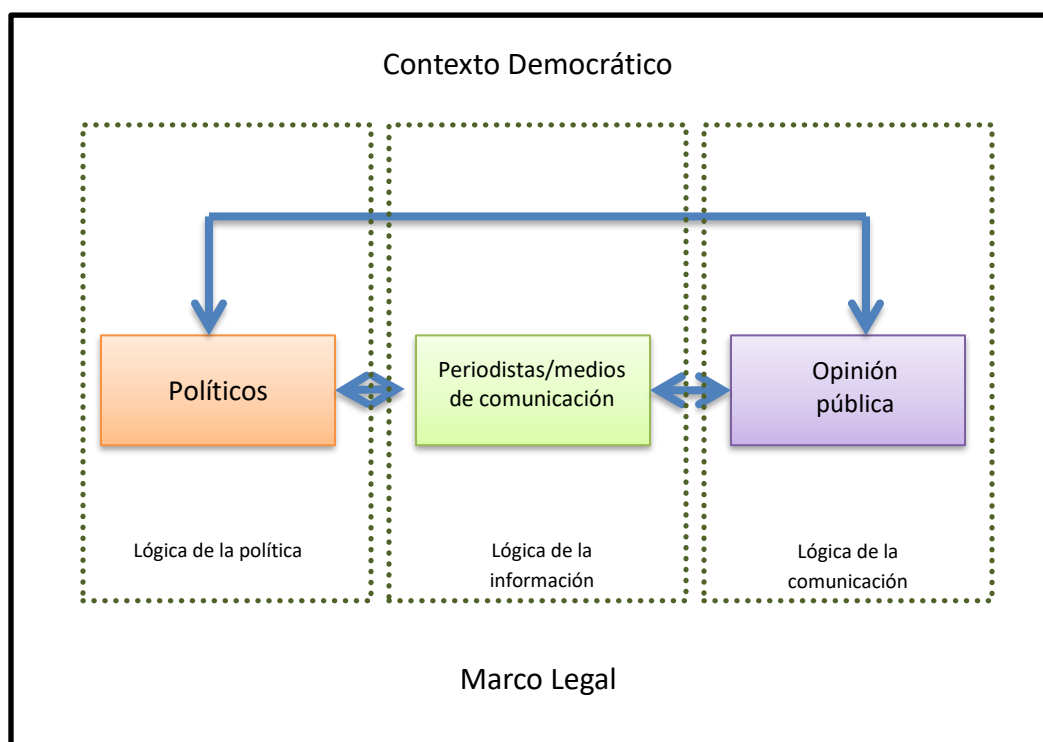 Contexto Democrático
Políticos
Periodistas/medios
de comunicación
Opinión
pública
Lógica de la política
Lógica de la
información
Lógica de la
comunicación
Marco Legal